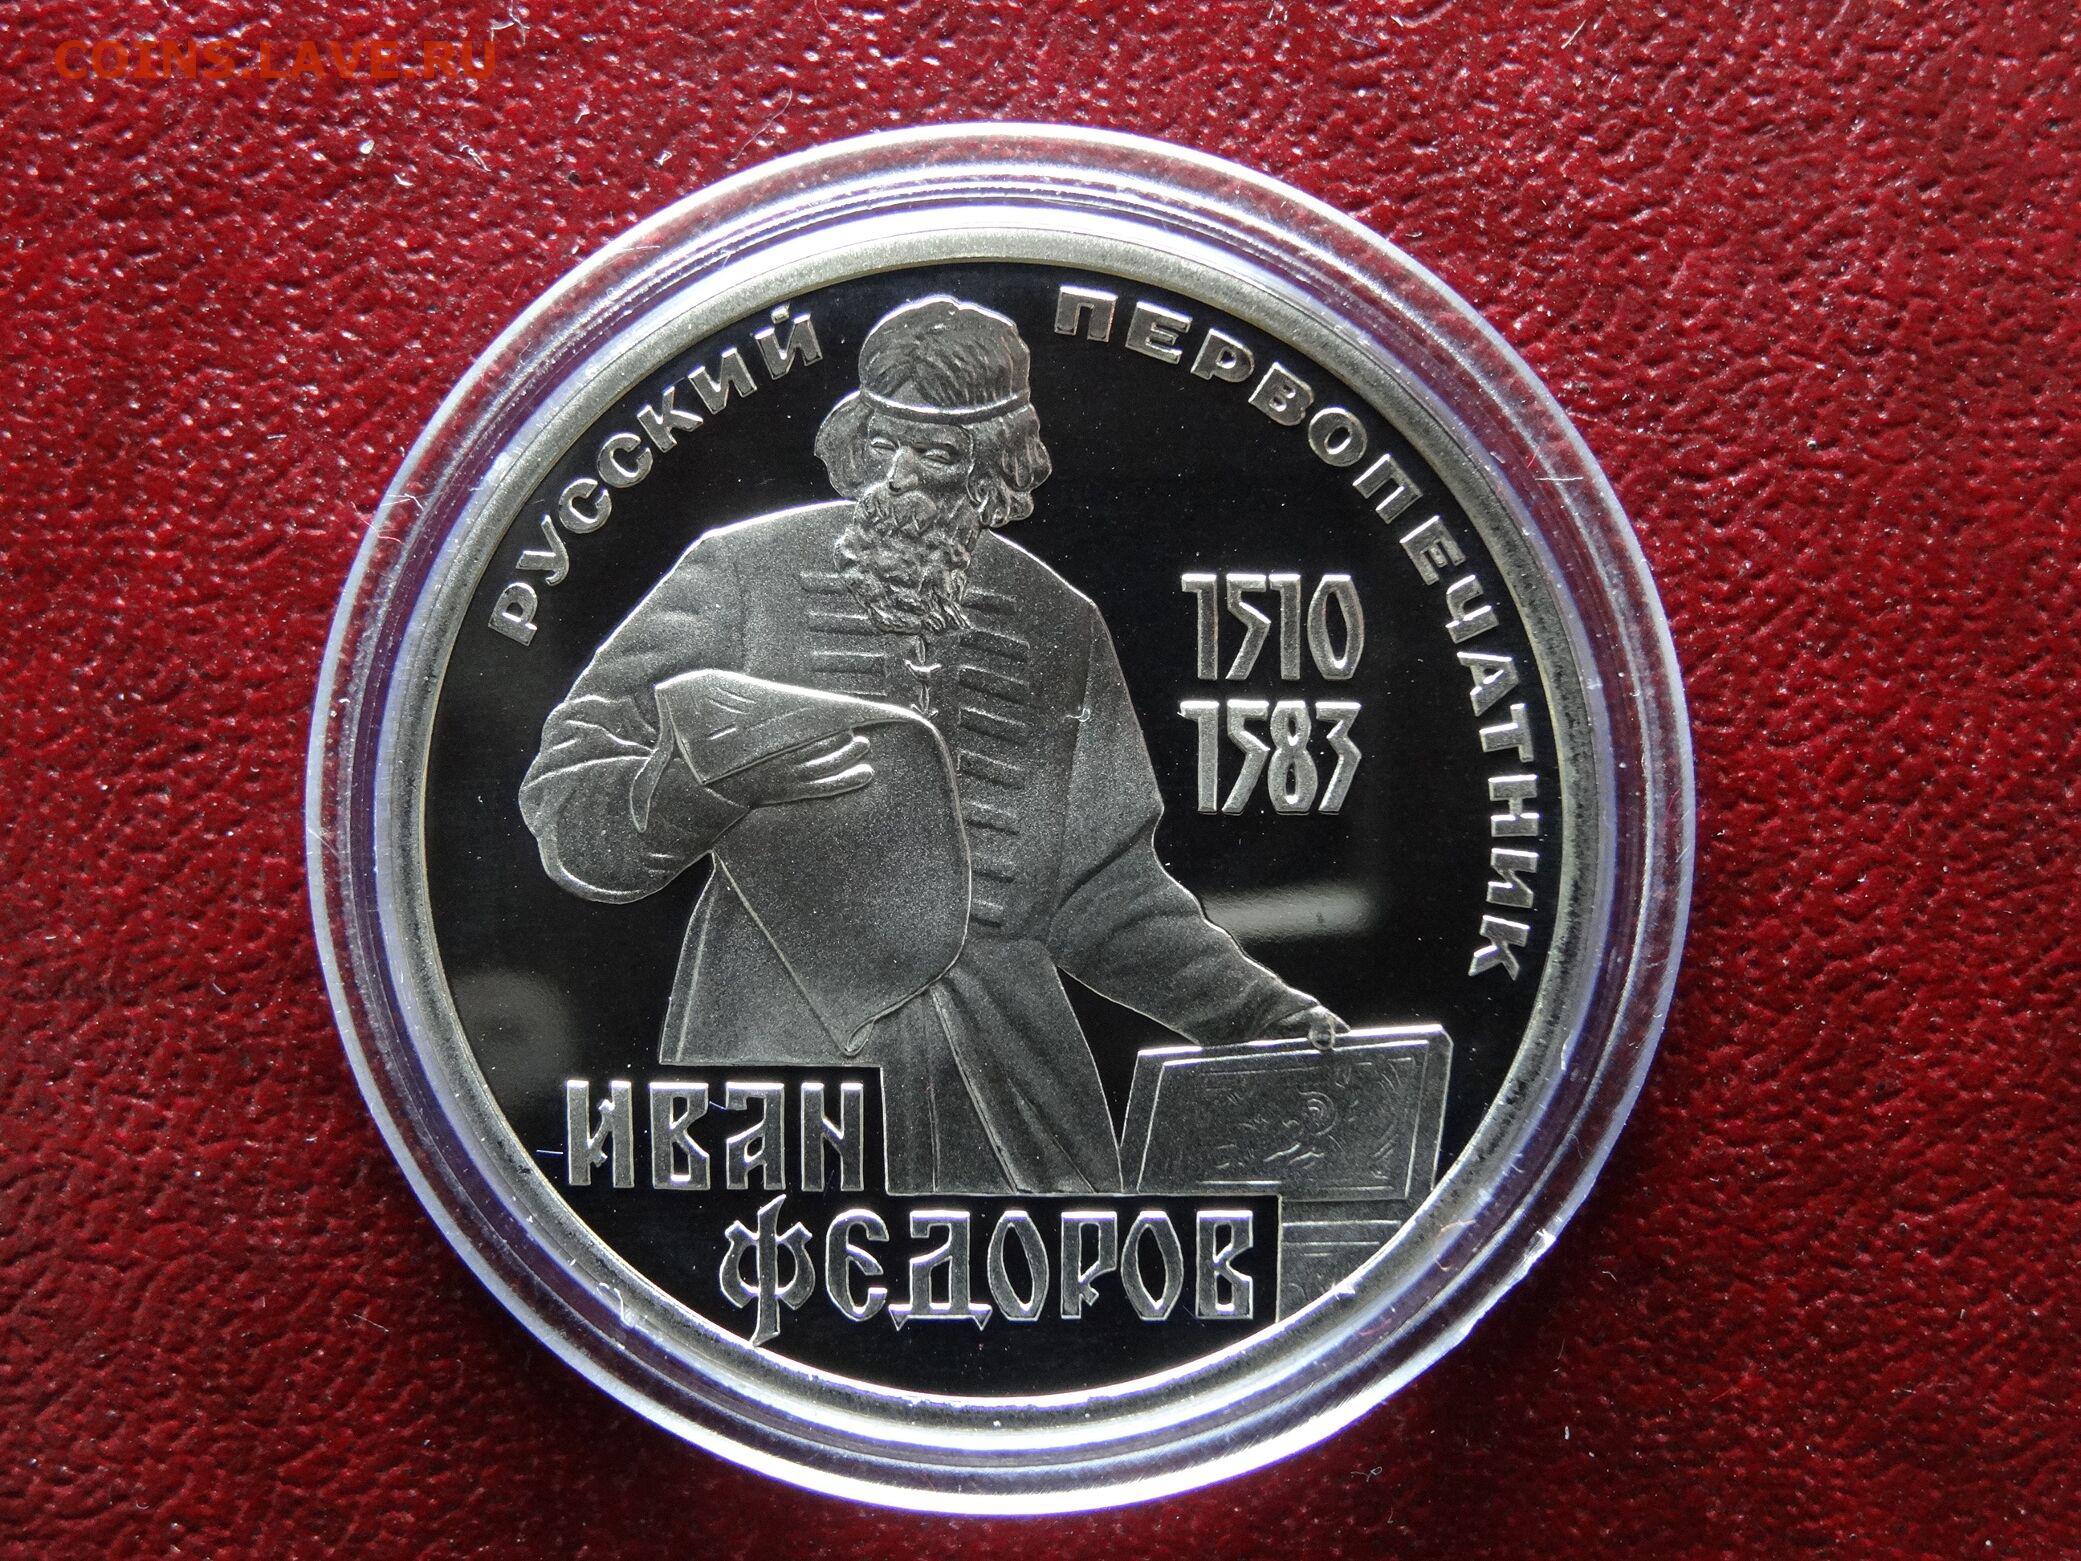 COINS.LAVE.RU
РУССКИЙ ПЕРВОПЕЧАТНИК
1510
1583
ИВАН
ФЕДОРОВ